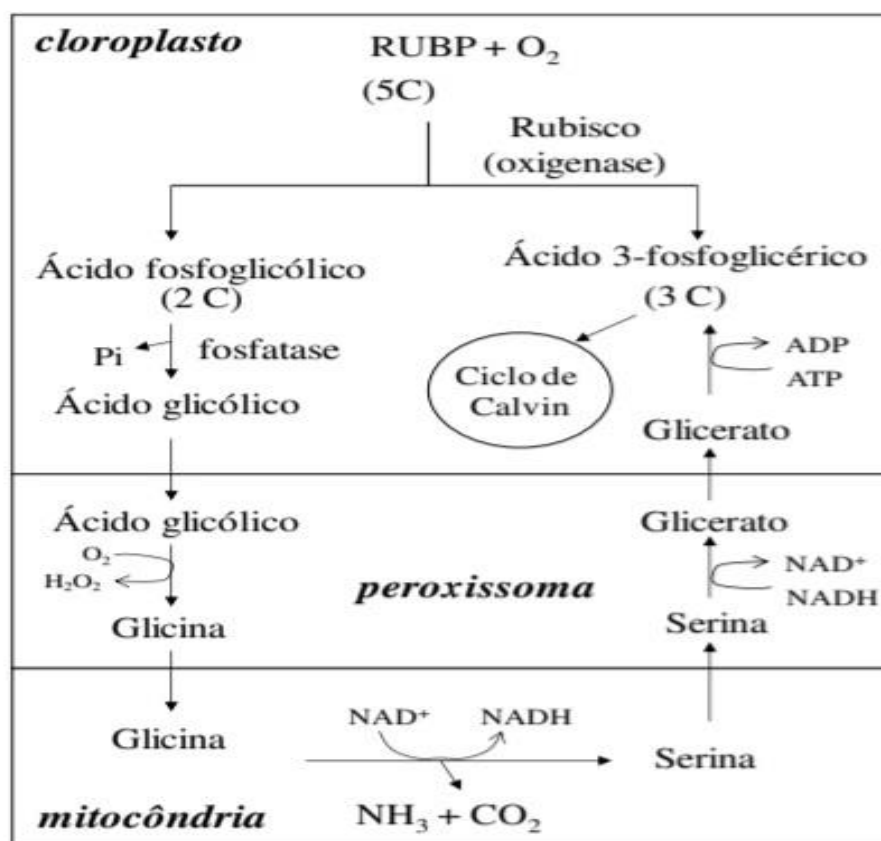 cloroplasto
RUBP + O₂
(5C)
Rubisco
(oxigenase)
Ácido fosfoglicólico
(2 C)
Ácido 3-fosfoglicérico
(3 C)
Pi
fosfatase
Ciclo de
Calvin
ADP
ATP
Ácido glicólico
Glicerato
Ácido glicólico
Glicerato
O₂
H₂O₂
peroxissoma
NAD⁺
NADH
Glicina
Serina
Glicina
NAD⁺
NADH
Serina
mitocôndria
NH₃ + CO₂